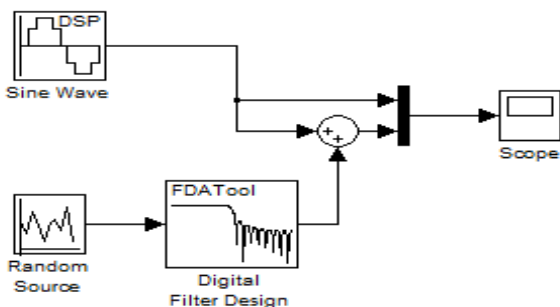 DSP
Sine Wave
+
+
Scope
FDATool
Random
Source
Digital
Filter Design